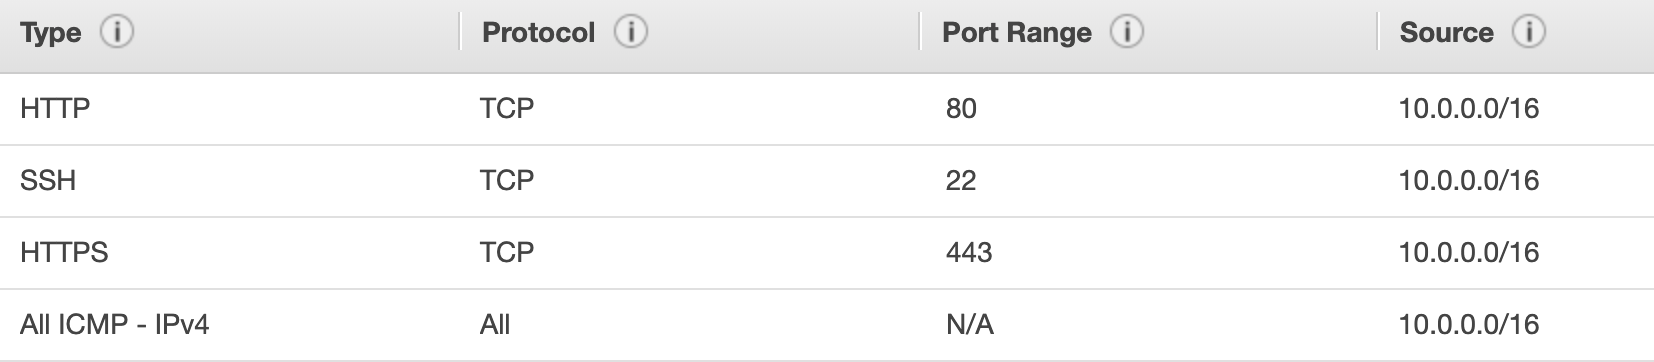 Type Protocol Port Range Source
HTTP TCP 80 10.0.0.0/16
SSH TCP 22 10.0.0.0/16
HTTPS TCP 443 10.0.0.0/16
All ICMP - IPv4 All N/A 10.0.0.0/16